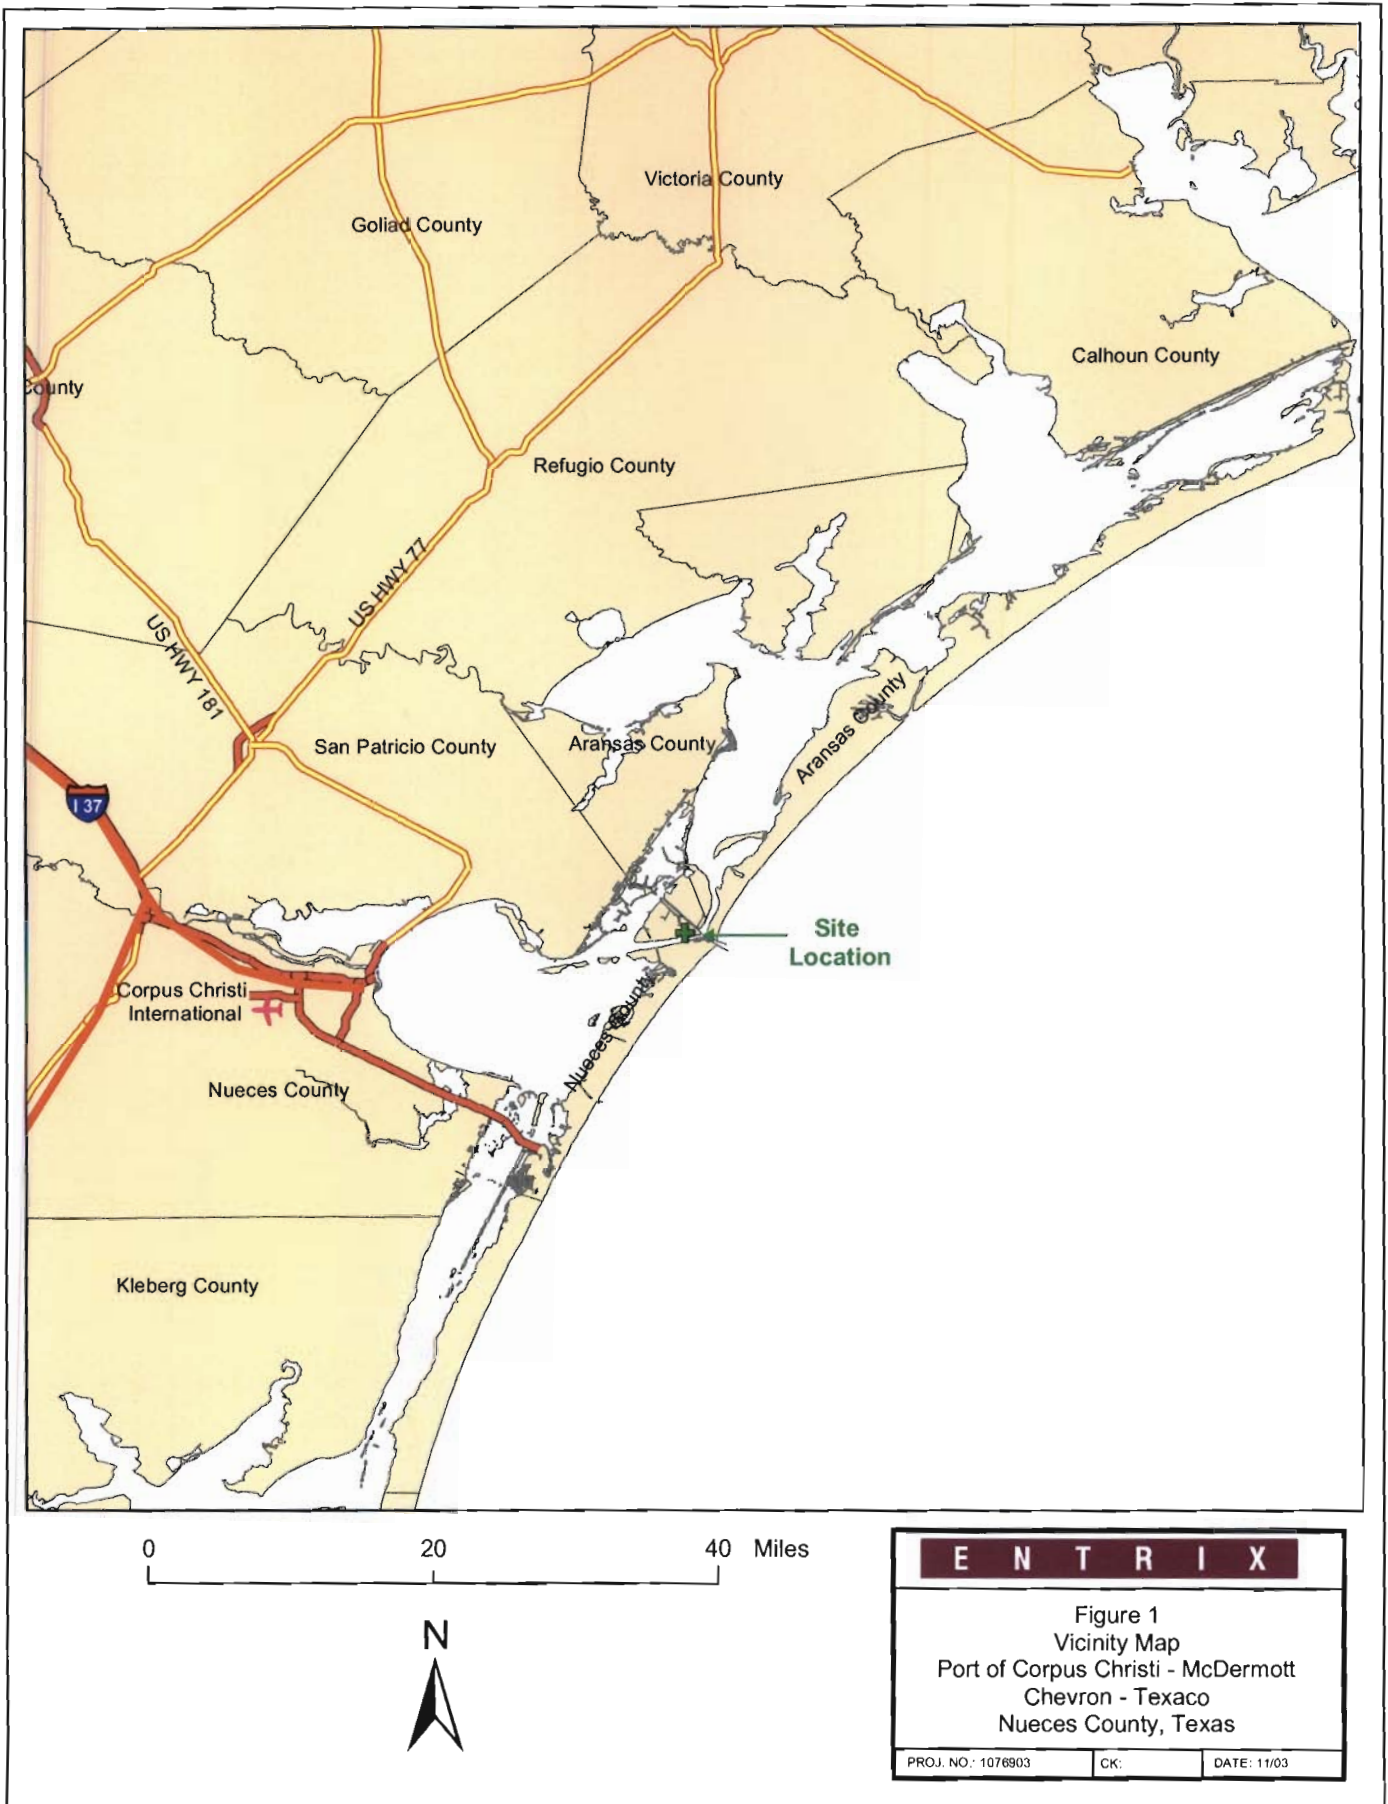 Victoria County
Goliad County
Calhoun County
County
Refugio County
US HWY 77
US HWY 181
Aransas County
San Patricio County
Aransas County
I 37
Site
Location
Corpus Christi
International
Nueces County
Nueces County
Kleberg County
0 20 40 Miles
N
E N T R I X
Figure 1
Vicinity Map
Port of Corpus Christi - McDermott
Chevron - Texaco
Nueces County, Texas
PROJ. NO.: 1076903 CK: DATE: 11/03